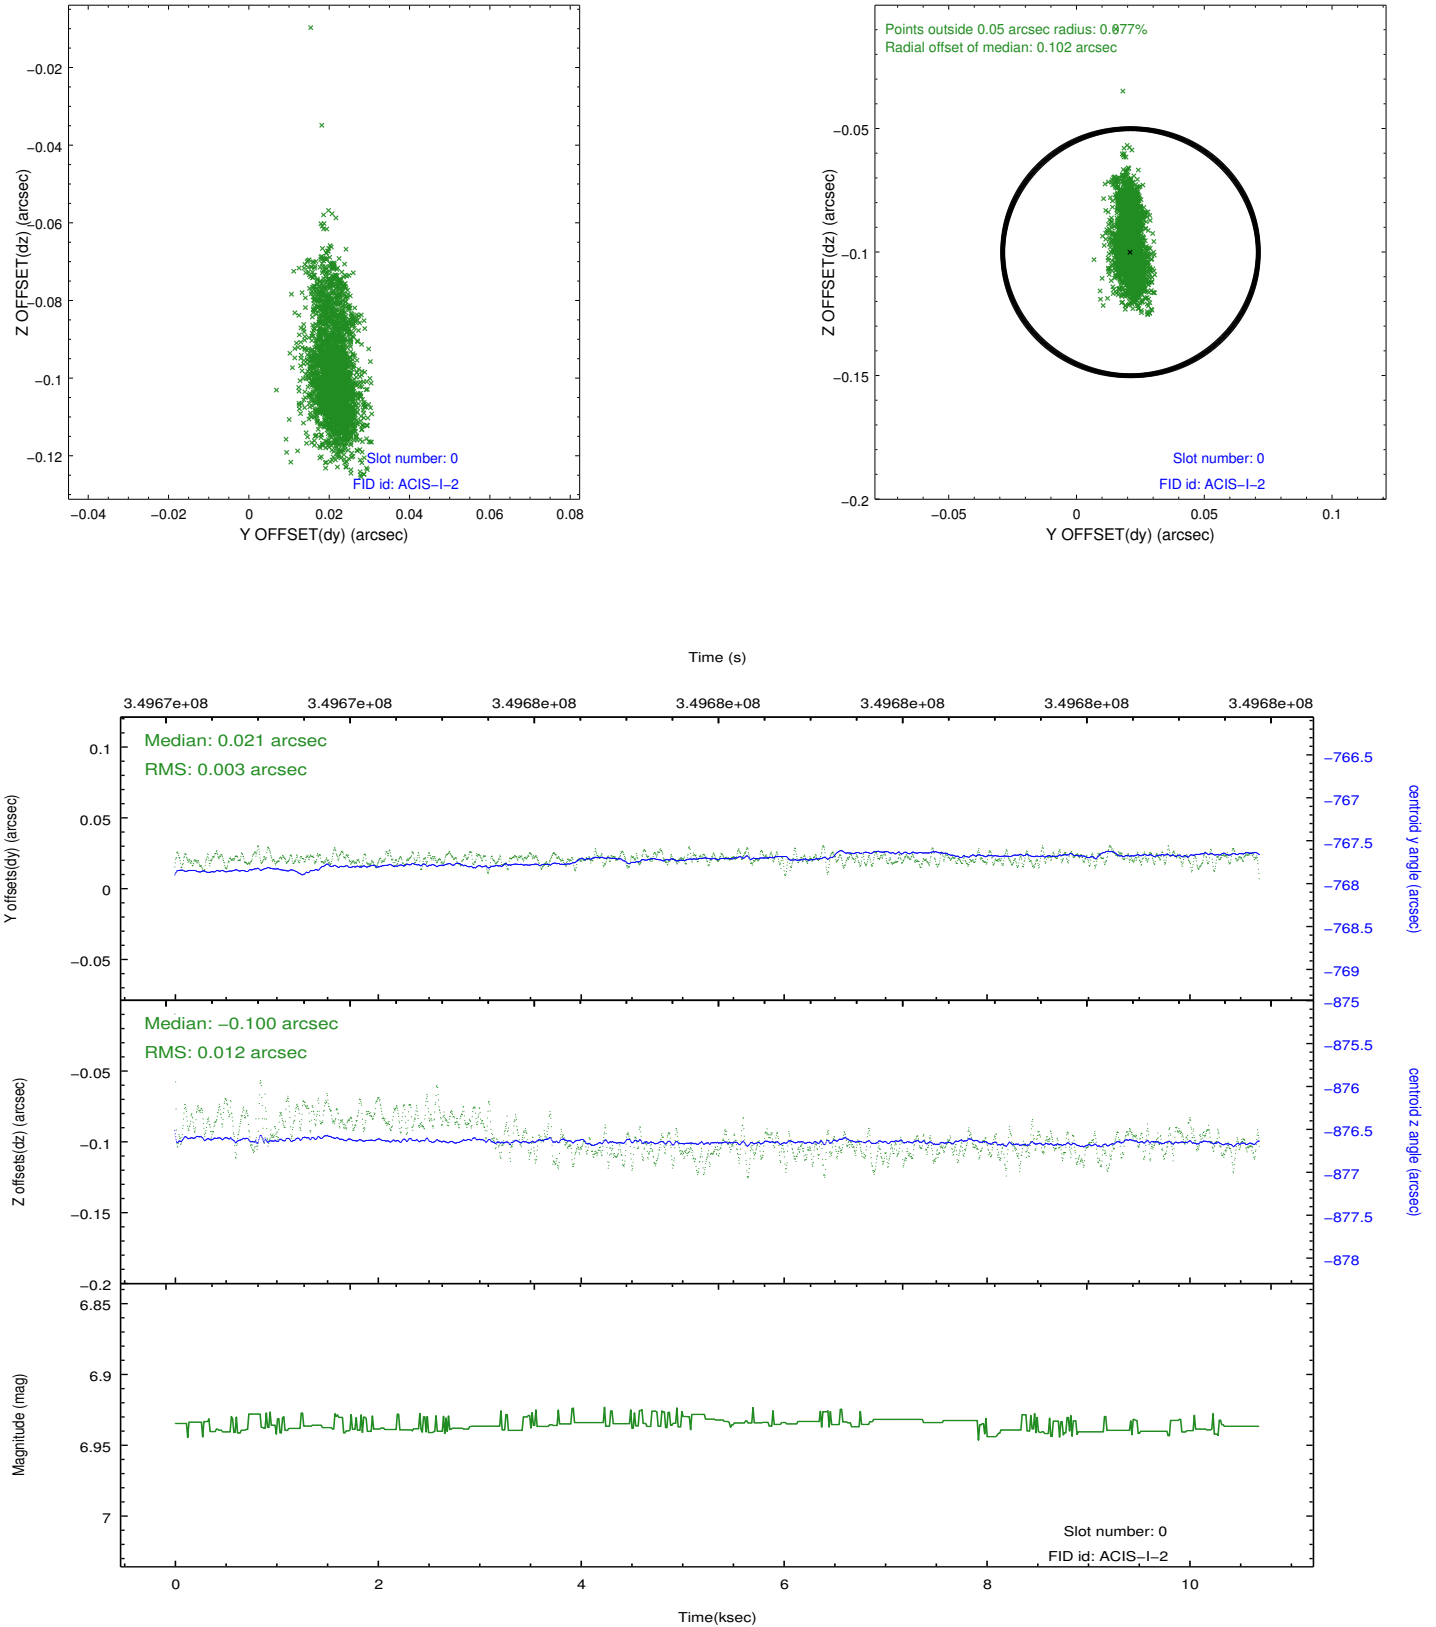 −0.02
−0.04
−0.06
−0.08
−0.1
−0.12
Z OFFSET(dz) (arcsec)
Slot number: 0
FID id: ACIS−I−2
−0.04
−0.02
0
0.02
0.04
0.06
0.08
Y OFFSET(dy) (arcsec)
Points outside 0.05 arcsec radius: 0.077%
Radial offset of median: 0.102 arcsec
−0.05
−0.1
−0.15
−0.2
Z OFFSET(dz) (arcsec)
Slot number: 0
FID id: ACIS−I−2
−0.05
0
0.05
0.1
Y OFFSET(dy) (arcsec)
Time (s)
3.4967e+08
3.4967e+08
3.4968e+08
3.4968e+08
3.4968e+08
3.4968e+08
3.4968e+08
Median: 0.021 arcsec
RMS: 0.003 arcsec
0.1
0.05
0
−0.05
Y offsets(dy) (arcsec)
−766.5
−767
−767.5
−768
−768.5
−769
centroid y angle (arcsec)
Median: −0.100 arcsec
RMS: 0.012 arcsec
−0.05
−0.1
−0.15
−0.2
Z offsets(dz) (arcsec)
−875
−875.5
−876
−876.5
−877
−877.5
−878
centroid z angle (arcsec)
6.85
6.9
6.95
7
Magnitude (mag)
Slot number: 0
FID id: ACIS−I−2
0
2
4
6
8
10
Time(ksec)